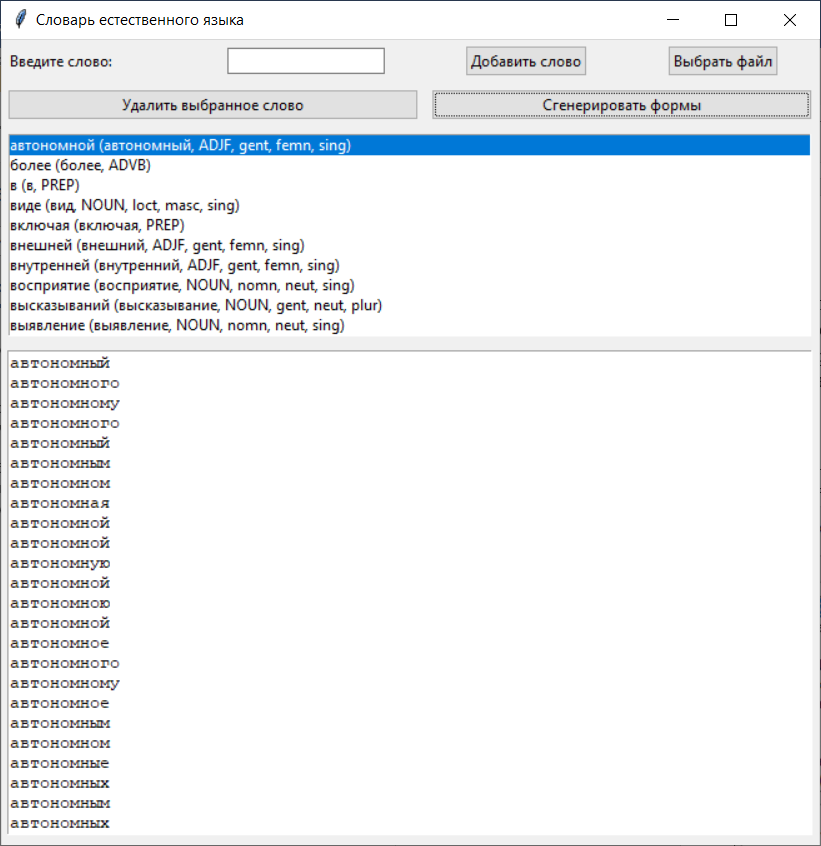 Словарь естественного языка
Введите слово: Добавить слово Выбрать файл
Удалить выбранное слово Сгенерировать формы
автономной (автономный, ADJF, gent, femn, sing)
более (более, ADVB)
в (в, PREP)
виде (вид, NOUN, loct, masc, sing)
включая (включая, PREP)
внешней (внешний, ADJF, gent, femn, sing)
внутренней (внутренний, ADJF, gent, femn, sing)
восприятие (восприятие, NOUN, nomn, neut, sing)
высказываний (высказывание, NOUN, gent, neut, plur)
выявление (выявление, NOUN, nomn, neut, sing)
автономный
автономного
автономному
автономного
автономный
автономным
автономном
автономная
автономной
автономной
автономную
автономной
автономною
автономной
автономное
автономного
автономному
автономное
автономным
автономном
автономные
автономных
автономным
автономных